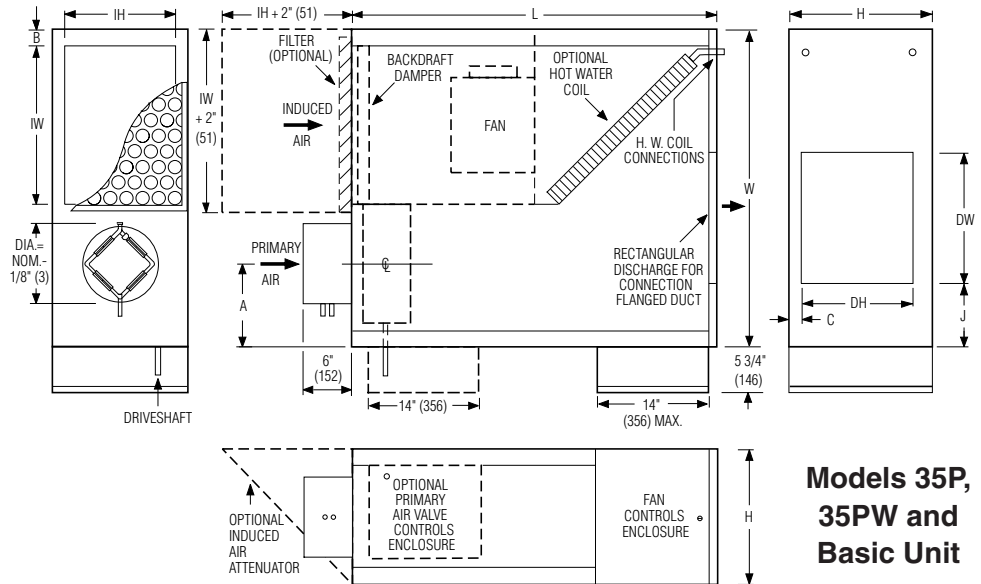 IH
IH + 2" (51)
L
H
B
FILTER
(OPTIONAL)
BACKDRAFT
DAMPER
OPTIONAL
HOT WATER
COIL
IW
IW
+ 2"
(51)
INDUCED
AIR
FAN
H. W. COIL
CONNECTIONS
W
DW
DIA.=
NOM.-
1/8" (3)
PRIMARY
AIR
A
CL
RECTANGULAR
DISCHARGE FOR
CONNECTION
FLANGED DUCT
DH
C
J
6"
(152)
14" (356)
14"
(356) MAX.
5 3/4"
(146)
DRIVESHAFT
OPTIONAL
INDUCED
AIR
ATTENUATOR
OPTIONAL
PRIMARY
AIR VALVE
CONTROLS
ENCLOSURE
FAN
CONTROLS
ENCLOSURE
H
Models 35P,
35PW and
Basic Unit